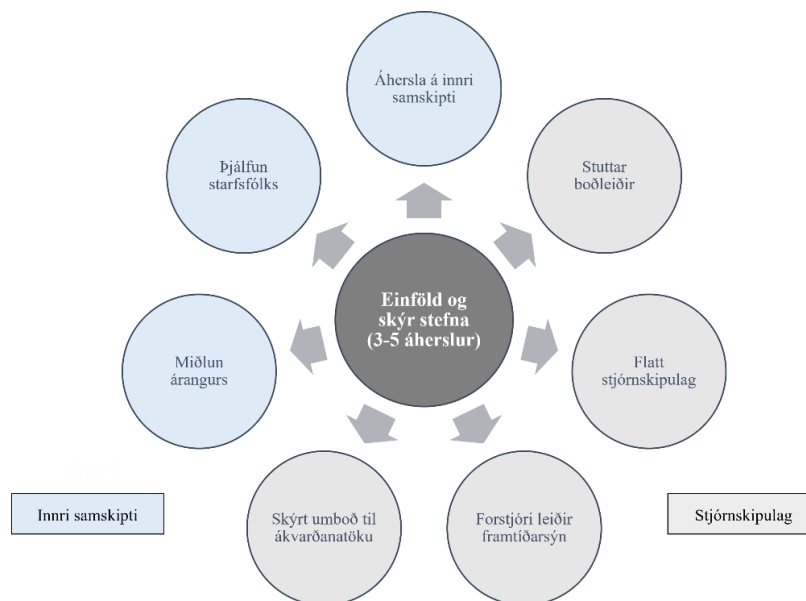 Áhersla á innri
samskipti
Þjálfun
starfsfólks
Stuttar
boðleiðir
Einföld og
skýr stefna
(3-5 áherslur)
Miðlun
árangurs
Flatt
stjórnskipulag
Innri samskipti
Skýrt umboð til
ákvarðanatöku
Forstjóri leiðir
framtíðarsýn
Stjórnskipulag